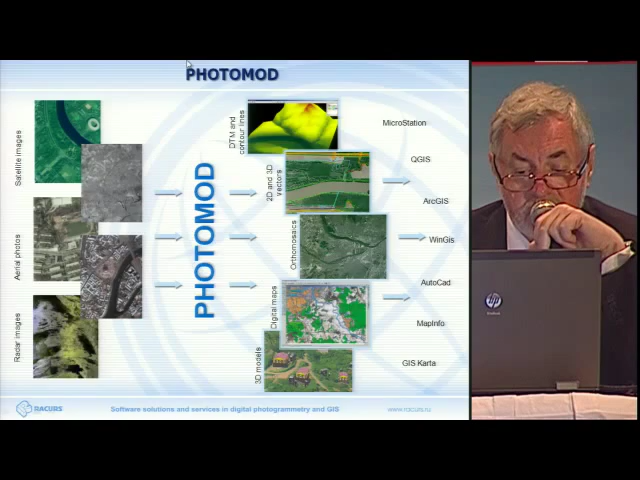 PHOTOMOD
Satellite images
Aerial photos
Radar images
PHOTOMOD
DTM and
contour lines
2D and 3D
vectors
Orthomosaics
Digital maps
3D models
MicroStation
QGIS
ArcGIS
WinGis
AutoCad
MapInfo
GIS Karta
RACURS
Software solutions and services in digital photogrammetry and GIS
www.racurs.ru
hp